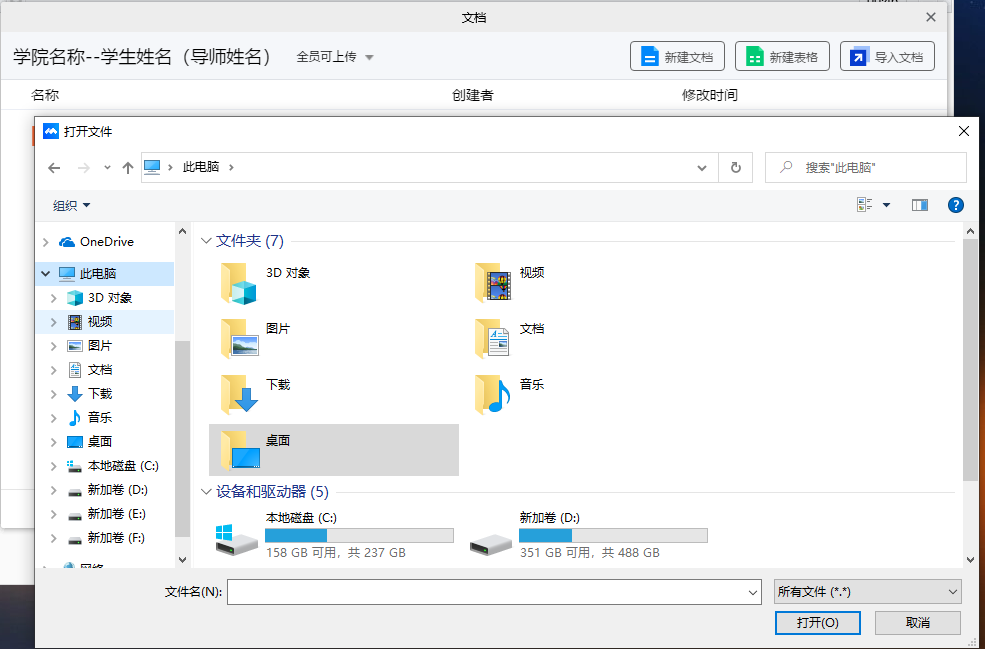 文档
学院名称--学生姓名（导师姓名）
全员可上传
新建文档
新建表格
导入文档
名称
创建者
修改时间
打开文件
此电脑
搜索"此电脑"
组织
OneDrive
此电脑
3D 对象
视频
图片
文档
下载
音乐
桌面
本地磁盘 (C:)
新加卷 (D:)
新加卷 (E:)
新加卷 (F:)
网络
文件夹 (7)
3D 对象
视频
图片
文档
下载
音乐
桌面
设备和驱动器 (5)
本地磁盘 (C:)
158 GB 可用，共 237 GB
新加卷 (D:)
351 GB 可用，共 488 GB
文件名(N):
所有文件 (*.*)
打开(O)
取消